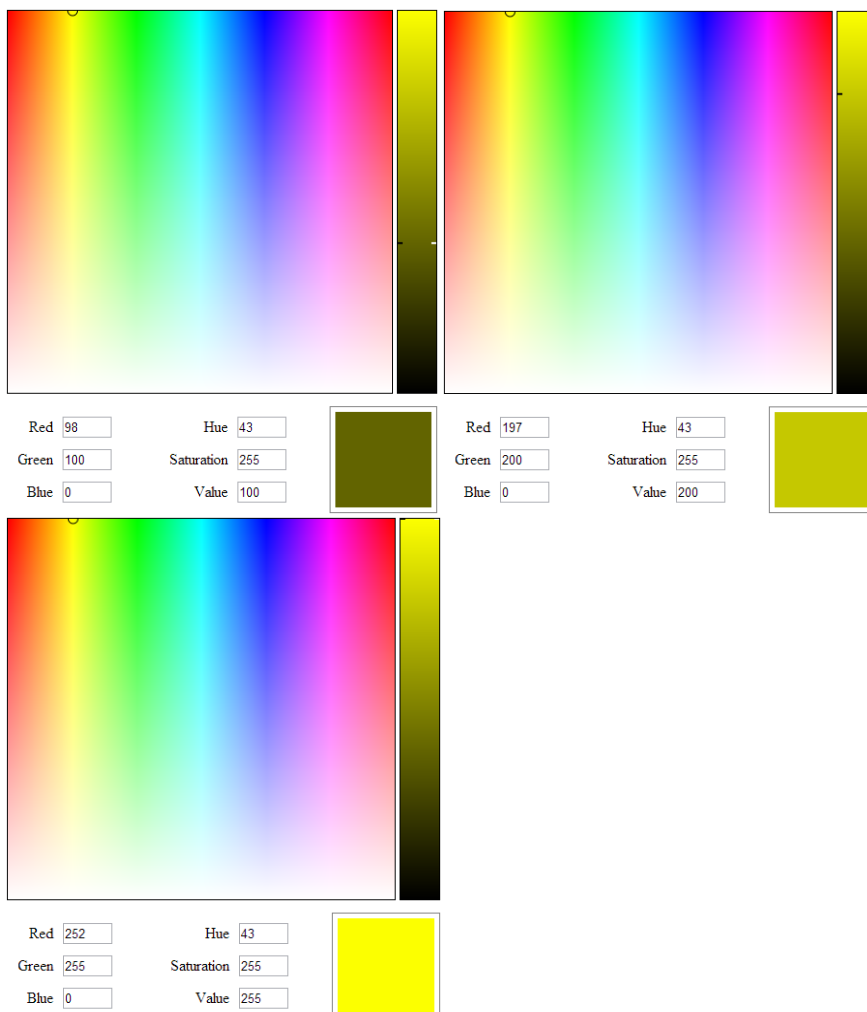 Red 98 Hue 43
Green 100 Saturation 255
Blue 0 Value 100
Red 197 Hue 43
Green 200 Saturation 255
Blue 0 Value 200
Red 252 Hue 43
Green 255 Saturation 255
Blue 0 Value 255